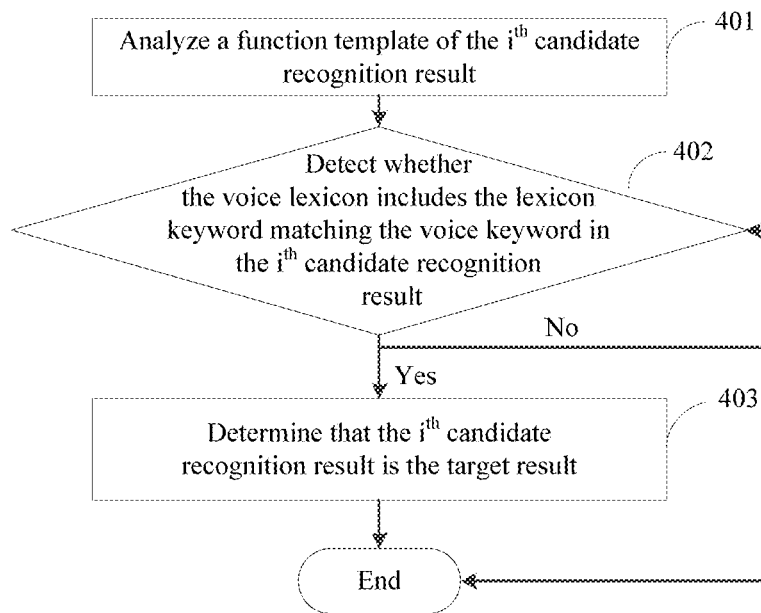 401
Analyze a function template of the iᵗʰ candidate
recognition result
402
Detect whether
the voice lexicon includes the lexicon
keyword matching the voice keyword in
the iᵗʰ candidate recognition
result
No
Yes
403
Determine that the iᵗʰ candidate
recognition result is the target result
End